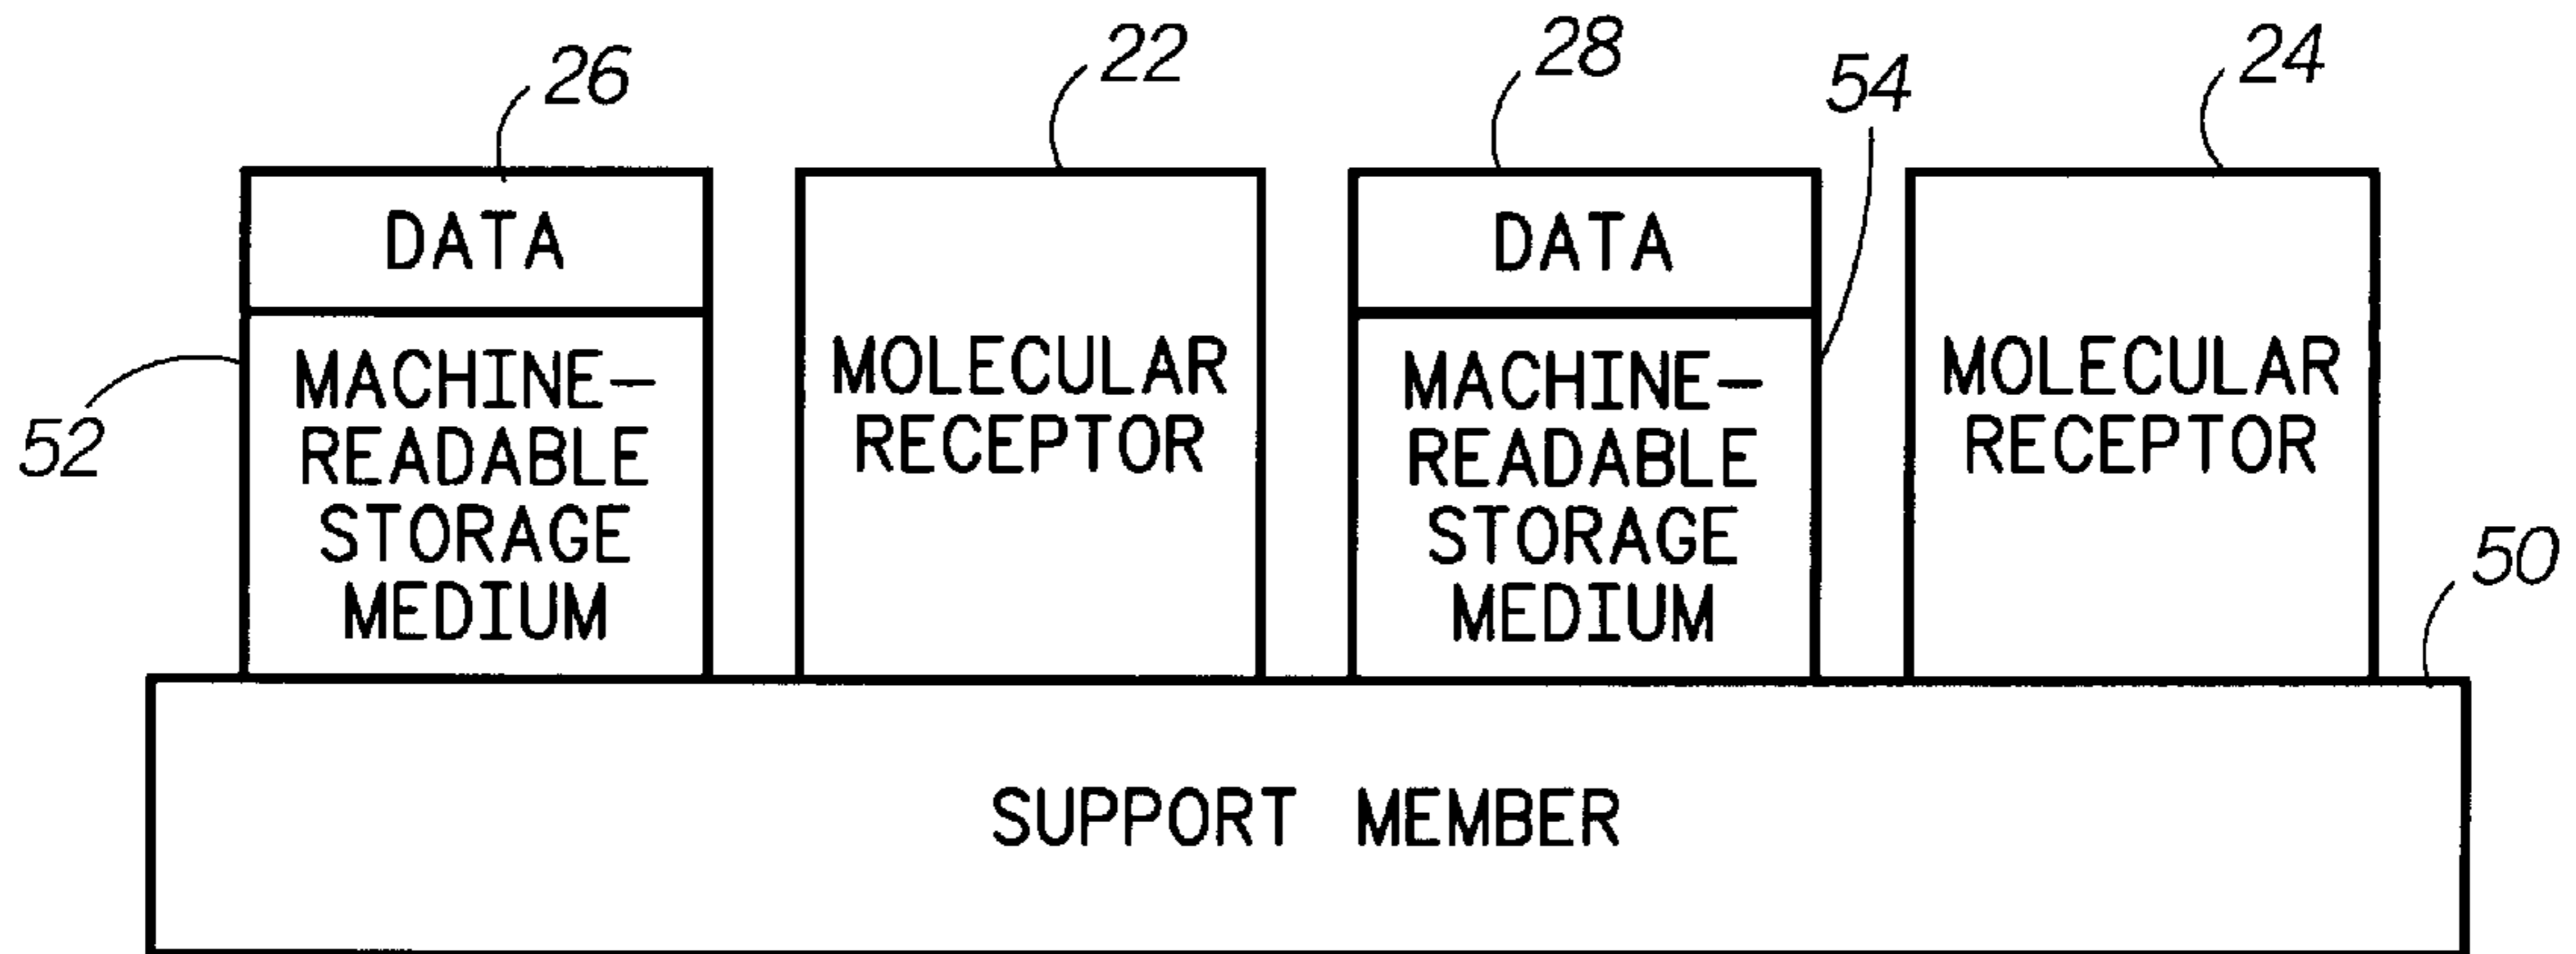 26
22
28
54
24
DATA
MACHINE-
READABLE
STORAGE
MEDIUM
MOLECULAR
RECEPTOR
DATA
MACHINE-
READABLE
STORAGE
MEDIUM
MOLECULAR
RECEPTOR
52
50
SUPPORT MEMBER